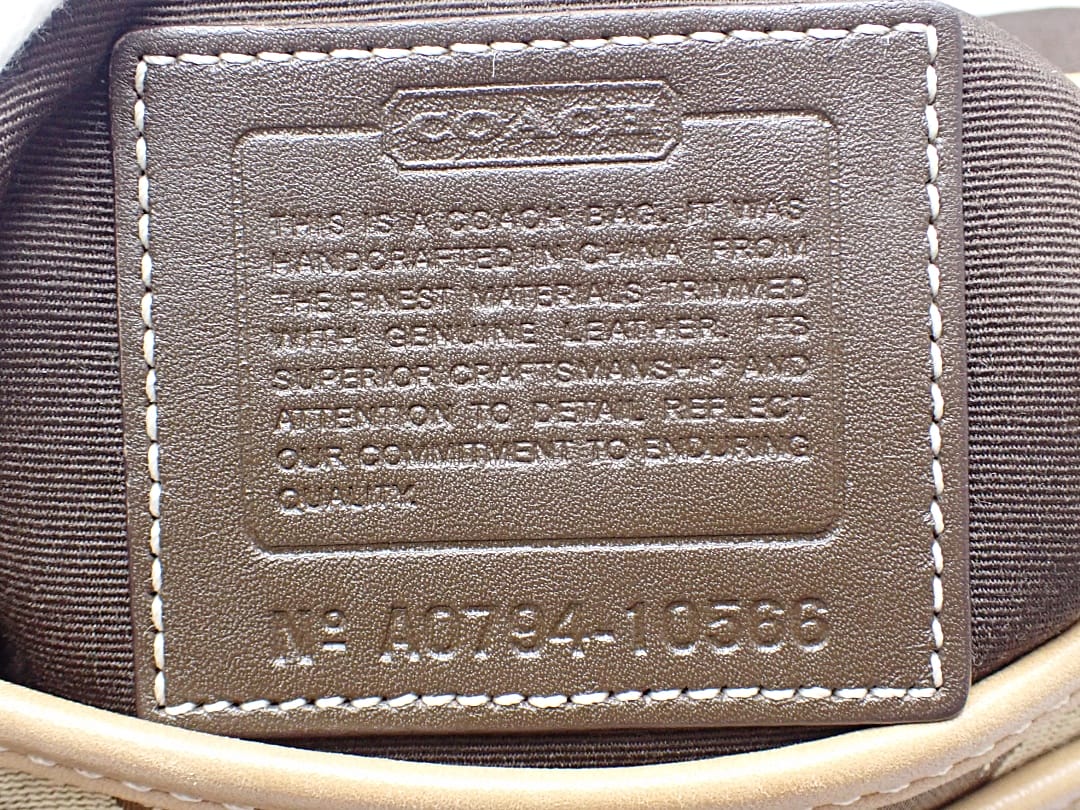 COACH
THIS IS A COACH BAG. IT WAS
HANDCRAFTED IN CHINA FROM
THE FINEST MATERIALS TRIMMED
WITH GENUINE LEATHER. ITS
SUPERIOR CRAFTSMANSHIP AND
ATTENTION TO DETAIL REFLECT
OUR COMMITMENT TO ENDURING
QUALITY.
Nº A0794-10566